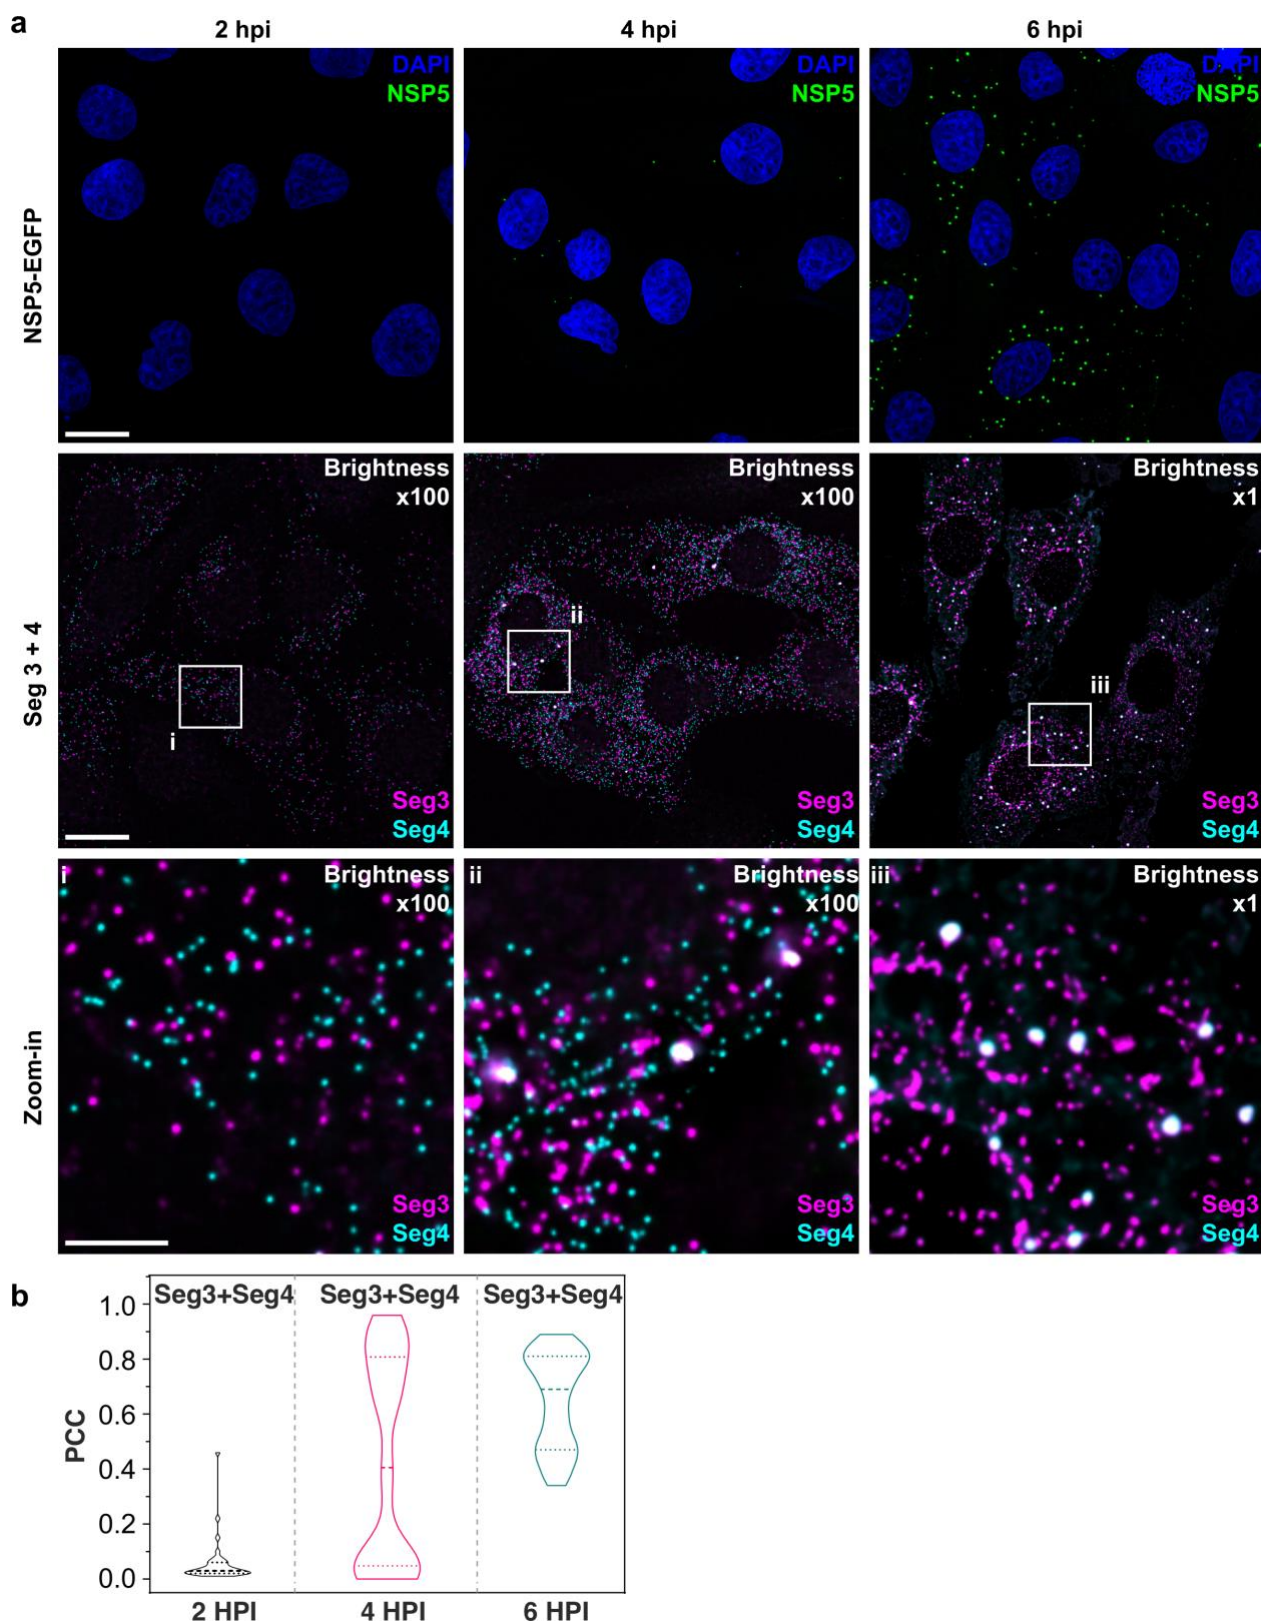 a
2 hpi
4 hpi
6 hpi
NSP5-EGFP
DAPI
NSP5
DAPI
NSP5
DAPI
NSP5
Seg 3 + 4
Brightness
x100
i
Seg3
Seg4
Brightness
x100
ii
Seg3
Seg4
Brightness
x1
iii
Seg3
Seg4
Zoom-in
i
Brightness
x100
Seg3
Seg4
ii
Brightness
x100
Seg3
Seg4
iii
Brightness
x1
Seg3
Seg4
b
Seg3+Seg4
Seg3+Seg4
Seg3+Seg4
PCC
1.0
0.8
0.6
0.4
0.2
0.0
2 HPI
4 HPI
6 HPI